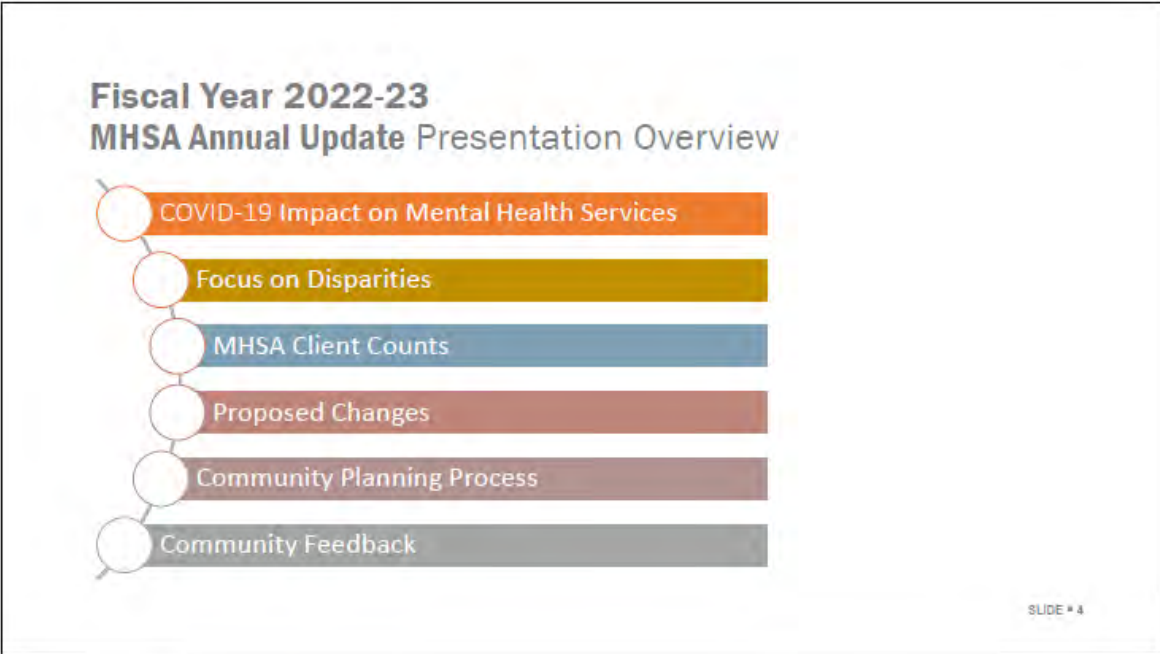 Fiscal Year 2022-23
MHSA Annual Update Presentation Overview
COVID-19 Impact on Mental Health Services
Focus on Disparities
MHSA Client Counts
Proposed Changes
Community Planning Process
Community Feedback
SLIDE # 4